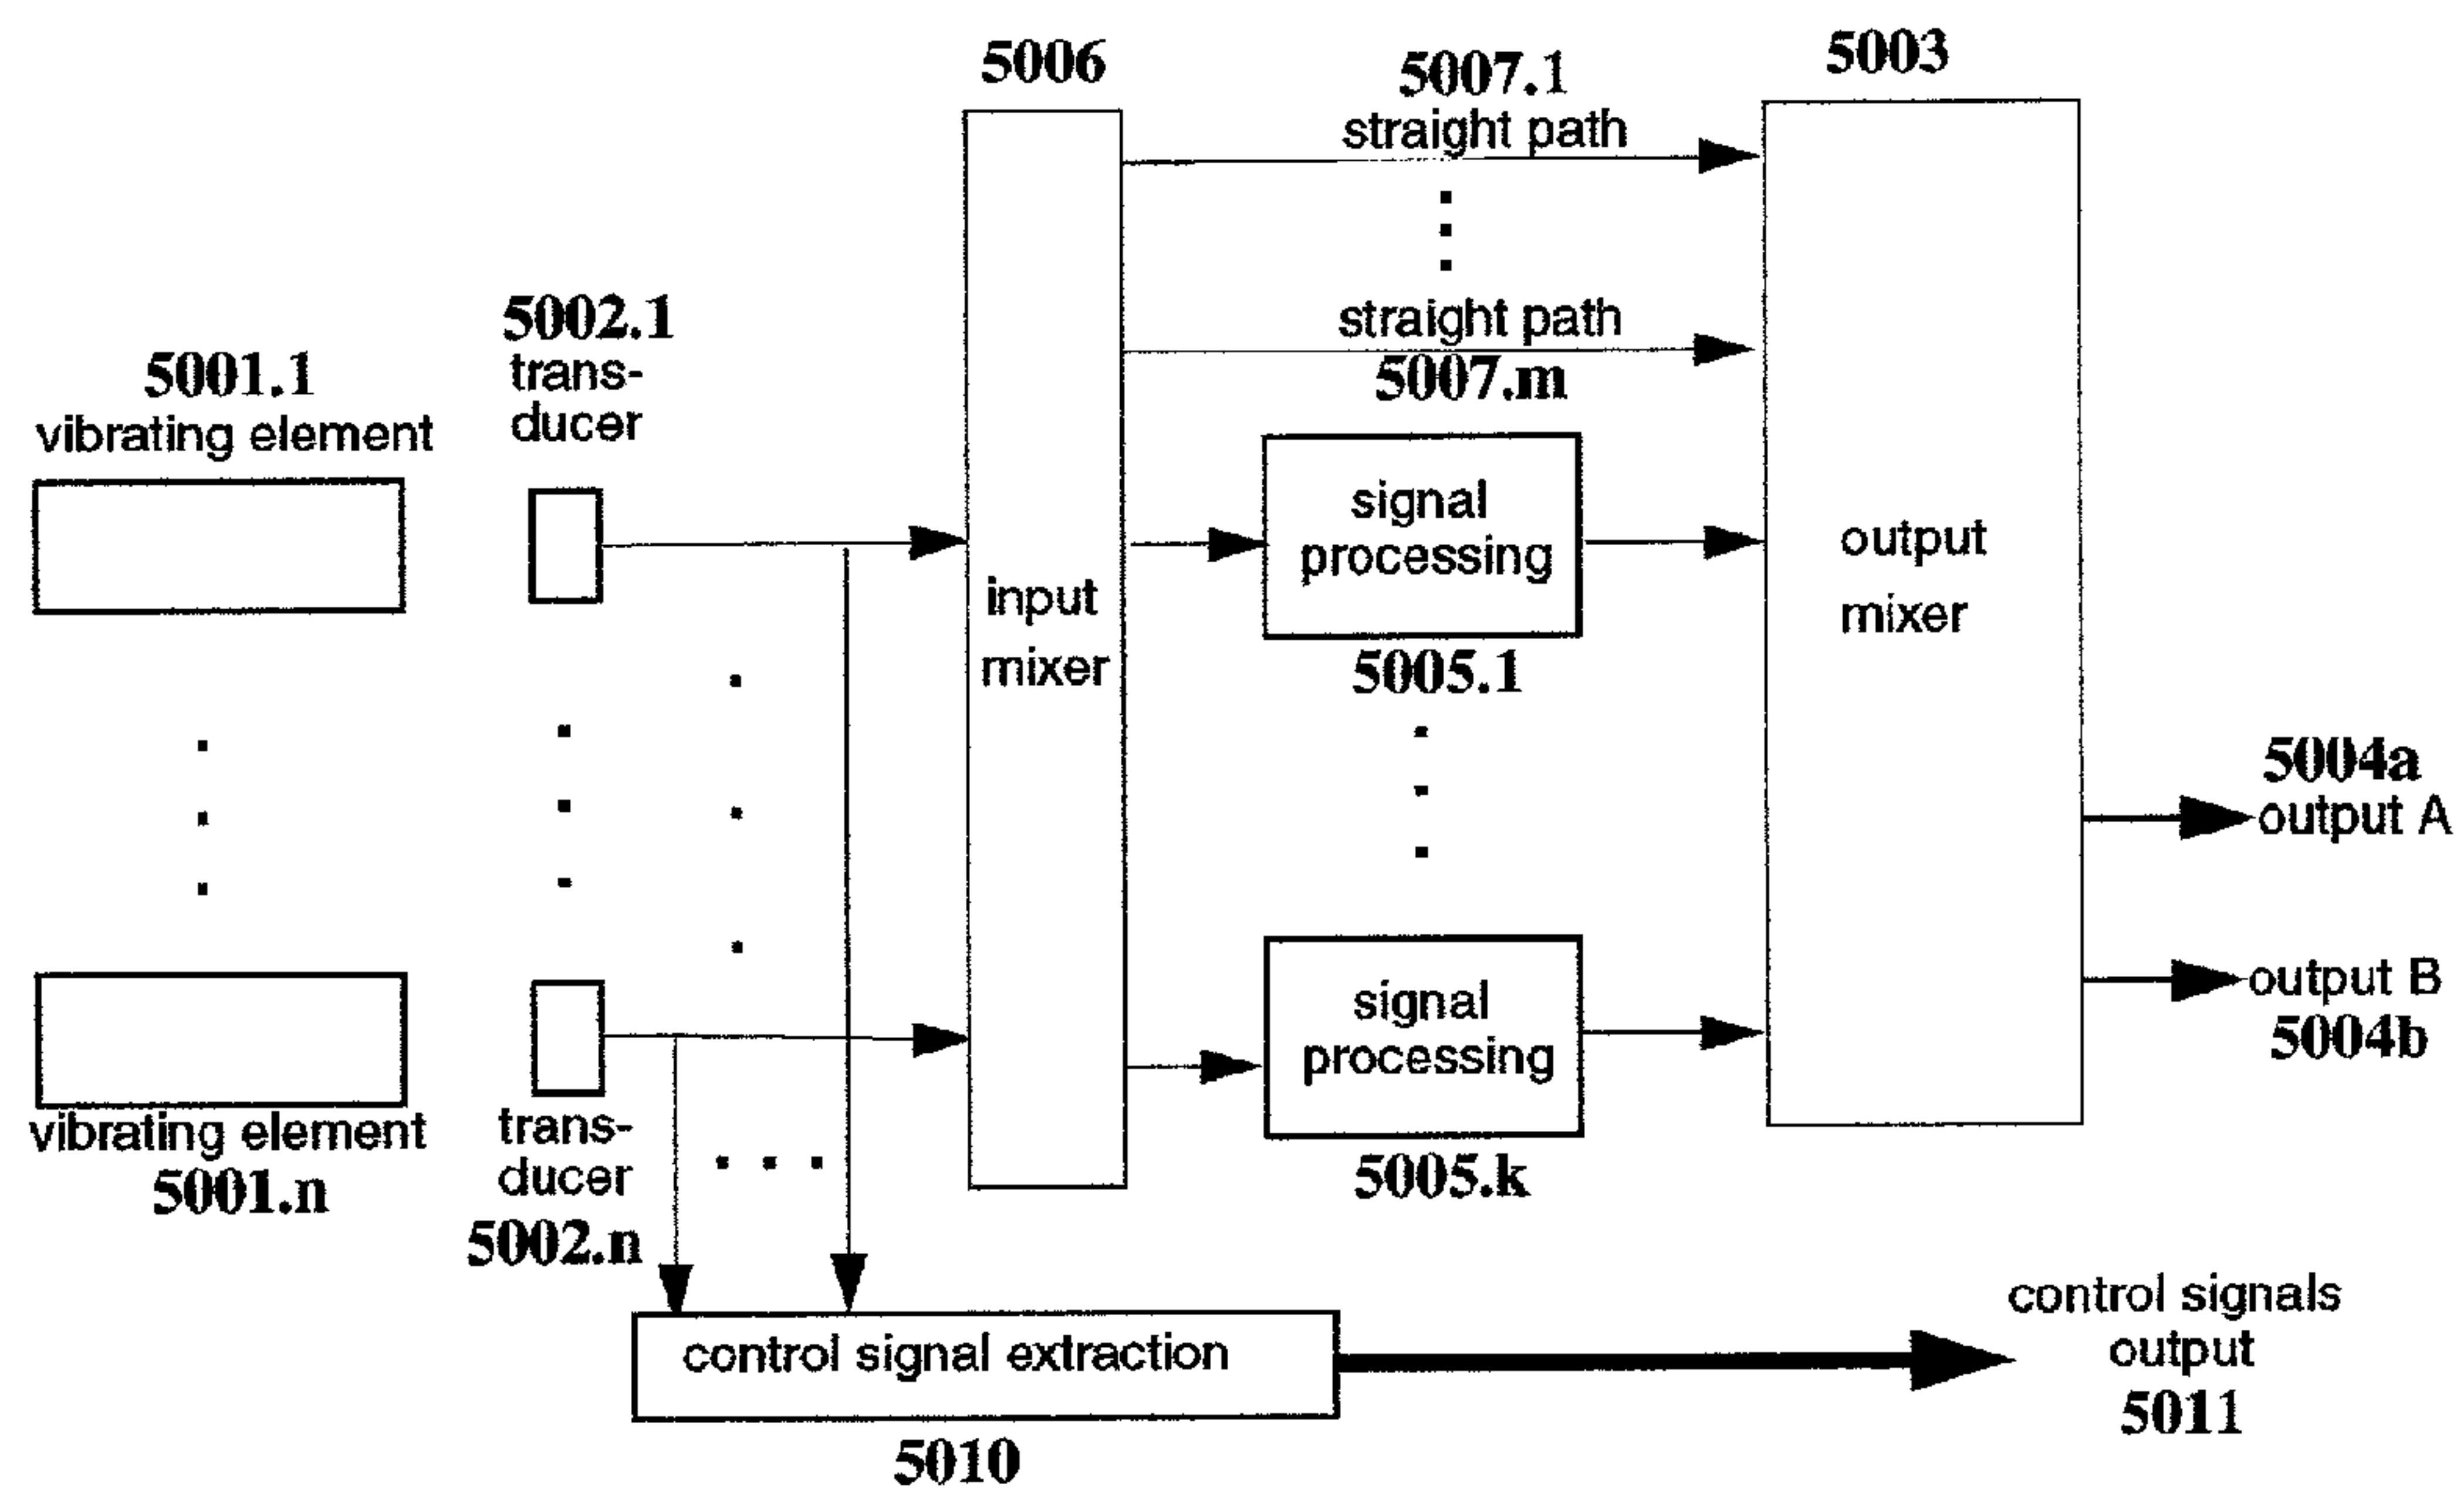 5006
5007.1
straight path
5003
straight path
5007.m
5002.1
trans-
ducer
5001.1
vibrating element
signal
processing
5005.1
input
mixer
output
mixer
5004a
output A
output B
5004b
signal
processing
5005.k
vibrating element
5001.n
trans-
ducer
5002.n
control signal extraction
5010
control signals
output
5011